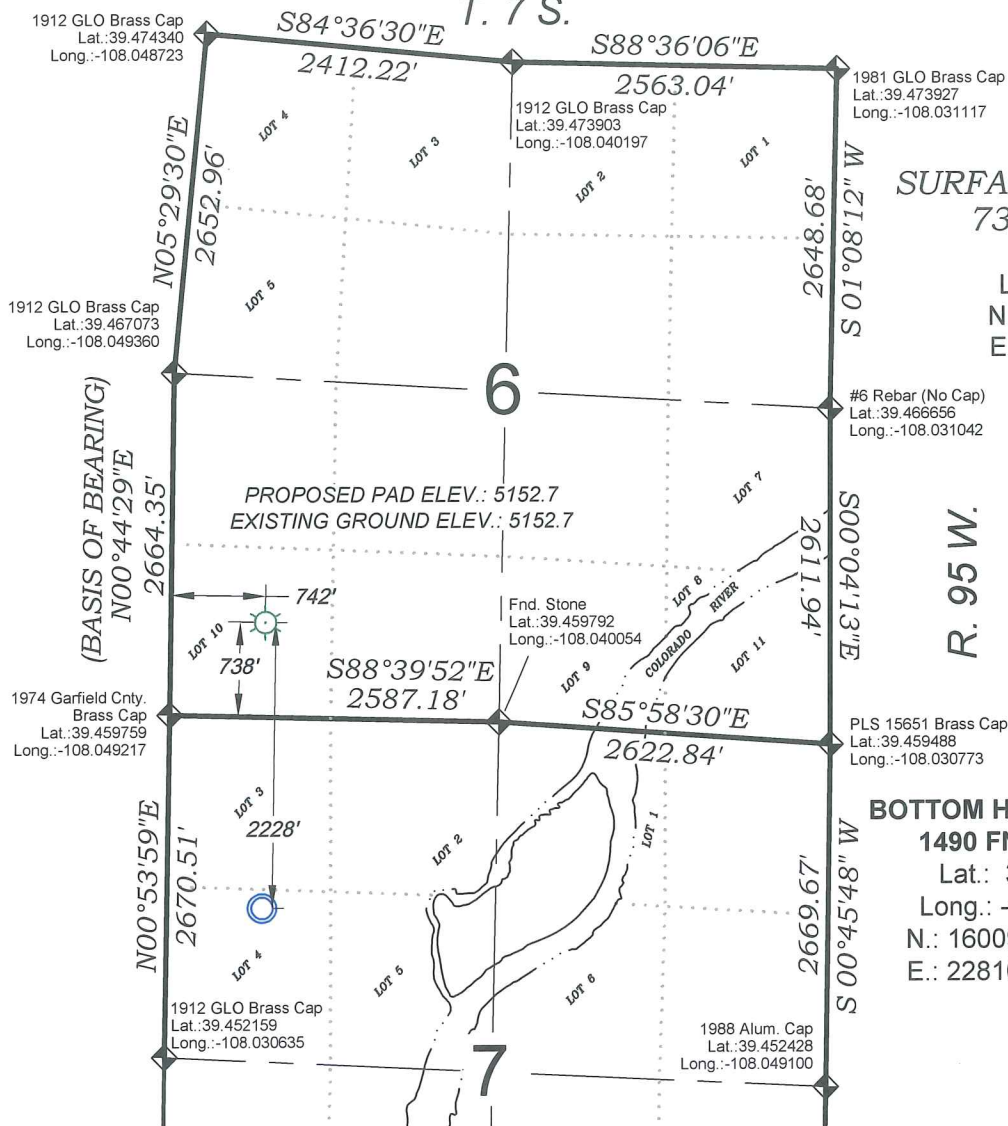 T. 7 S.
1912 GLO Brass Cap
Lat.:39.474340
Long.:-108.048723
S84°36'30"E
2412.22'
S88°36'06"E
2563.04'
1981 GLO Brass Cap
Lat.:39.473927
Long.:-108.031117
1912 GLO Brass Cap
Lat.:39.473903
Long.:-108.040197
LOT 4
LOT 3
LOT 2
LOT 1
N05°29'30"E
2652.96'
2648.68'
S 01°08'12" W
SURFA
73
L
N
E
LOT 5
1912 GLO Brass Cap
Lat.:39.467073
Long.:-108.049360
6
#6 Rebar (No Cap)
Lat.:39.466656
Long.:-108.031042
(BASIS OF BEARING)
N00°44'29"E
2664.35'
PROPOSED PAD ELEV.: 5152.7
EXISTING GROUND ELEV.: 5152.7
LOT 7
LOT 8
COLORADO
RIVER
LOT 11
2611.94'
S00°04'13"E
R. 95 W.
742'
LOT 10
738'
Fnd. Stone
Lat.:39.459792
Long.:-108.040054
LOT 9
1974 Garfield Cnty.
Brass Cap
Lat.:39.459759
Long.:-108.049217
S88°39'52"E
2587.18'
S85°58'30"E
2622.84'
PLS 15651 Brass Cap
Lat.:39.459488
Long.:-108.030773
N00°53'59"E
2670.51'
LOT 3
2228'
LOT 2
LOT 1
2669.67'
S 00°45'48" W
BOTTOM H
1490 FN
Lat.: 3
Long.: -
N.: 1600
E.: 2281
LOT 4
LOT 5
LOT 6
1912 GLO Brass Cap
Lat.:39.452159
Long.:-108.030635
7
1988 Alum. Cap
Lat.:39.452428
Long.:-108.049100